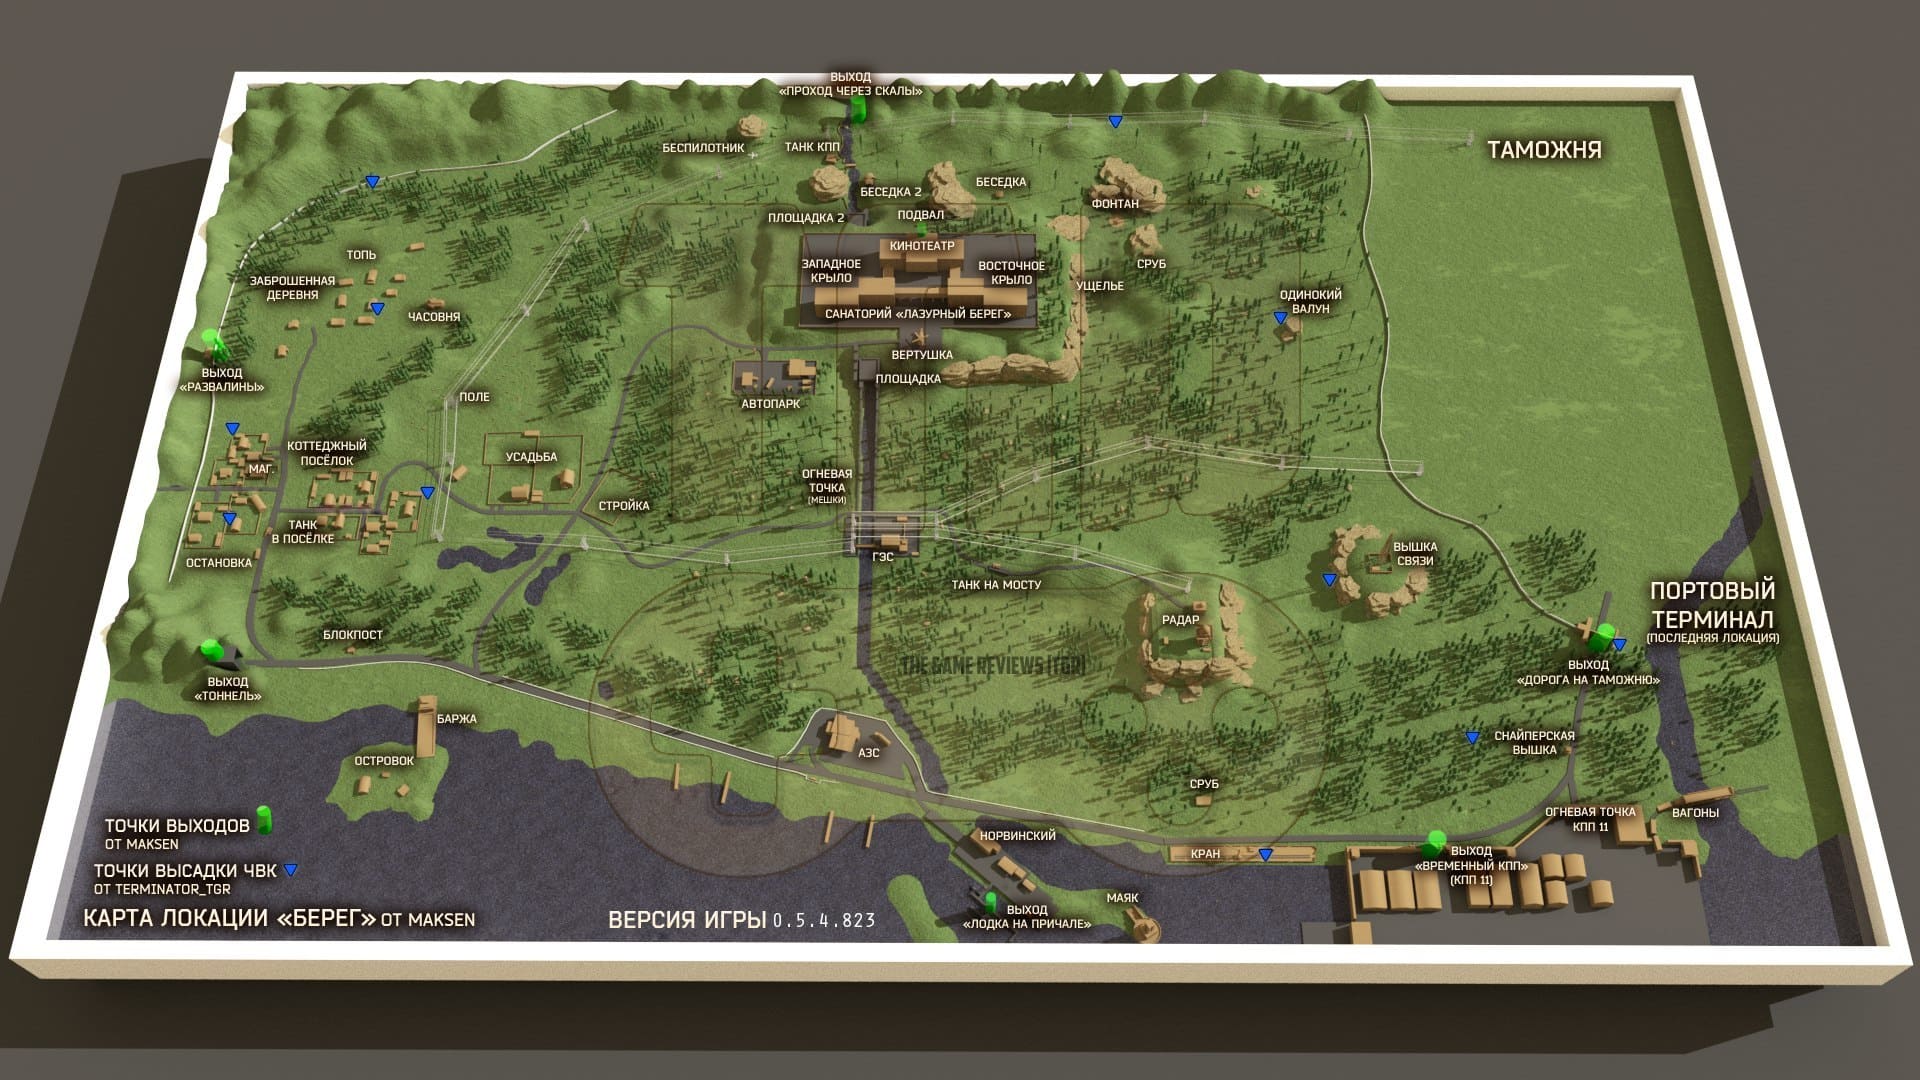 ВЫХОД
«ПРОХОД ЧЕРЕЗ СКАЛЫ»
БЕСПИЛОТНИК
ТАНК КПП
ТАМОЖНЯ
БЕСЕДКА 2
БЕСЕДКА
ФОНТАН
ПЛОЩАДКА 2
ПОДВАЛ
КИНОТЕАТР
ЗАПАДНОЕ
КРЫЛО
ВОСТОЧНОЕ
КРЫЛО
СРУБ
ТОПЬ
ЗАБРОШЕННАЯ
ДЕРЕВНЯ
ЧАСОВНЯ
УЩЕЛЬЕ
ОДИНОКИЙ
ВАЛУН
САНАТОРИЙ «ЛАЗУРНЫЙ БЕРЕГ»
ВЕРТУШКА
ПЛОЩАДКА
ВЫХОД
«РАЗВАЛИНЫ»
ПОЛЕ
АВТОПАРК
КОТТЕДЖНЫЙ
ПОСЁЛОК
МАГ.
УСАДЬБА
ОГНЕВАЯ
ТОЧКА
(МЕШКИ)
СТРОЙКА
ТАНК
В ПОСЁЛКЕ
ОСТАНОВКА
ГЭС
ТАНК НА МОСТУ
ВЫШКА
СВЯЗИ
ПОРТОВЫЙ
ТЕРМИНАЛ
(ПОСЛЕДНЯЯ ЛОКАЦИЯ)
РАДАР
БЛОКПОСТ
THE GAME REVIEWS [TGR]
ВЫХОД
«ТОННЕЛЬ»
ВЫХОД
«ДОРОГА НА ТАМОЖНЮ»
БАРЖА
СНАЙПЕРСКАЯ
ВЫШКА
ОСТРОВОК
АЗС
СРУБ
ОГНЕВАЯ ТОЧКА
КПП 11
ВАГОНЫ
НОРВИНСКИЙ
КРАН
ВЫХОД
«ВРЕМЕННЫЙ КПП»
(КПП 11)
МАЯК
ВЫХОД
«ЛОДКА НА ПРИЧАЛЕ»
ТОЧКИ ВЫХОДОВ
ОТ MAKSEN
ТОЧКИ ВЫСАДКИ ЧВК
ОТ TERMINATOR_TGR
КАРТА ЛОКАЦИИ «БЕРЕГ» ОТ MAKSEN
ВЕРСИЯ ИГРЫ 0.5.4.823